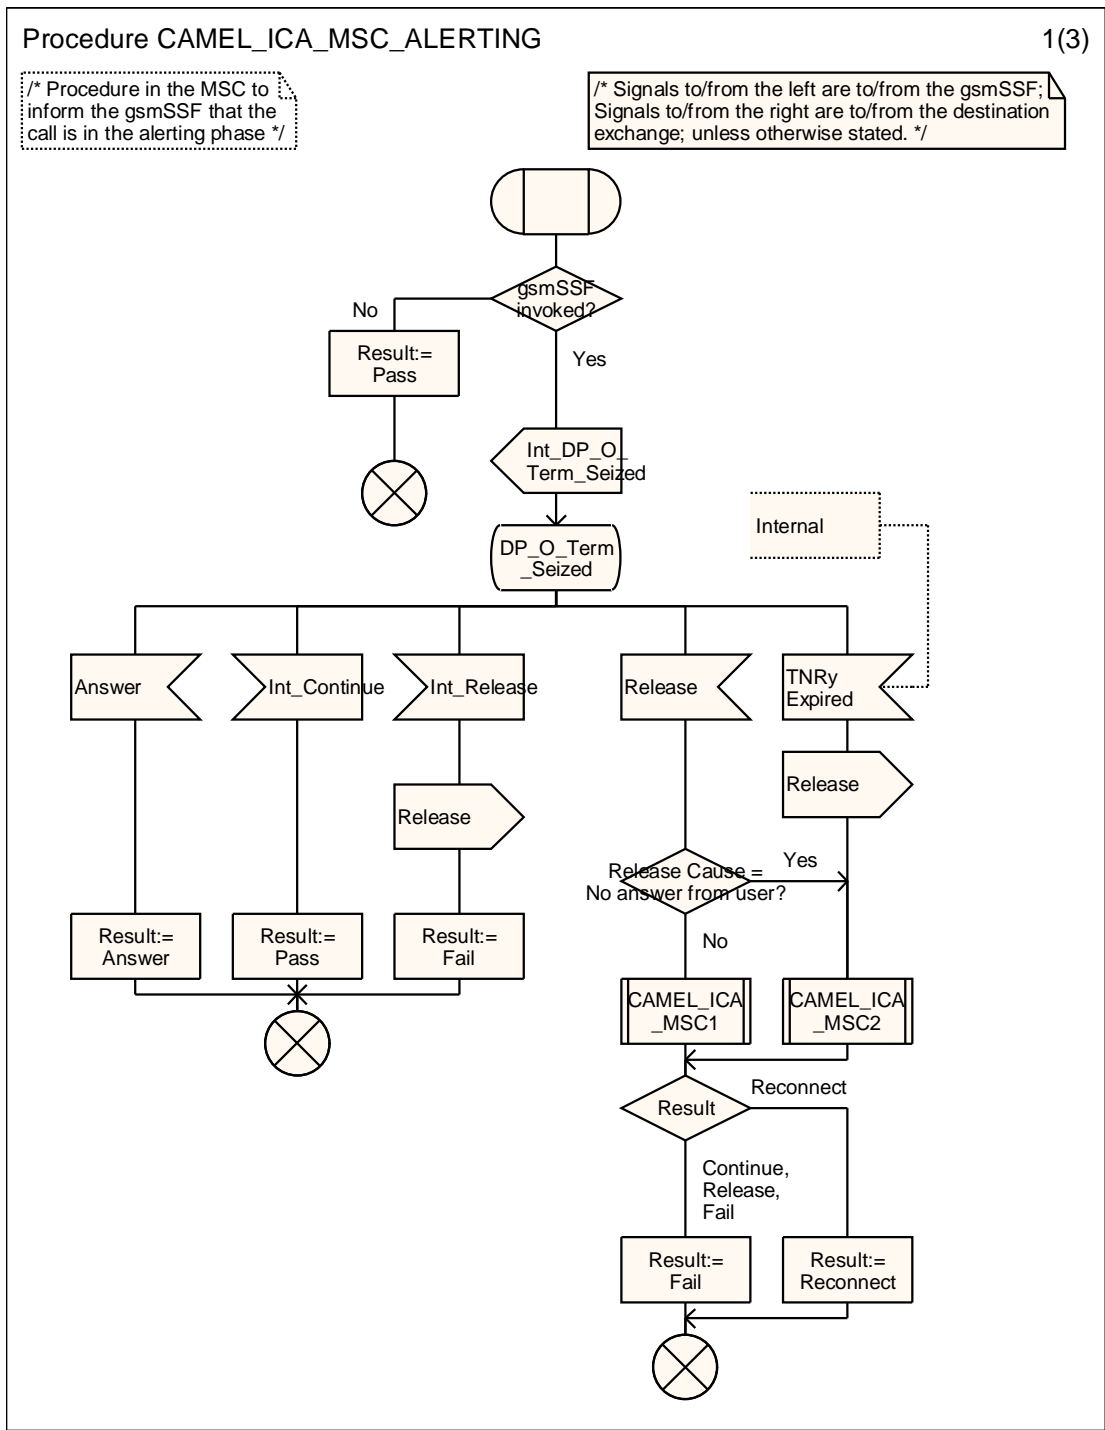 Procedure CAMEL_ICA_MSC_ALERTING
1(3)
/* Procedure in the MSC to
inform the gsmSSF that the
call is in the alerting phase */
/* Signals to/from the left are to/from the gsmSSF;
Signals to/from the right are to/from the destination
exchange; unless otherwise stated. */
gsmSSF
invoked?
No
Yes
Result:=
Pass
Int_DP_O_
Term_Seized
Internal
DP_O_Term
_Seized
Answer
Int_Continue
Int_Release
Release
TNRy
Expired
Release
Release
Release Cause =
No answer from user?
Yes
No
Result:=
Answer
Result:=
Pass
Result:=
Fail
CAMEL_ICA
_MSC1
CAMEL_ICA
_MSC2
Result
Reconnect
Continue,
Release,
Fail
Result:=
Fail
Result:=
Reconnect